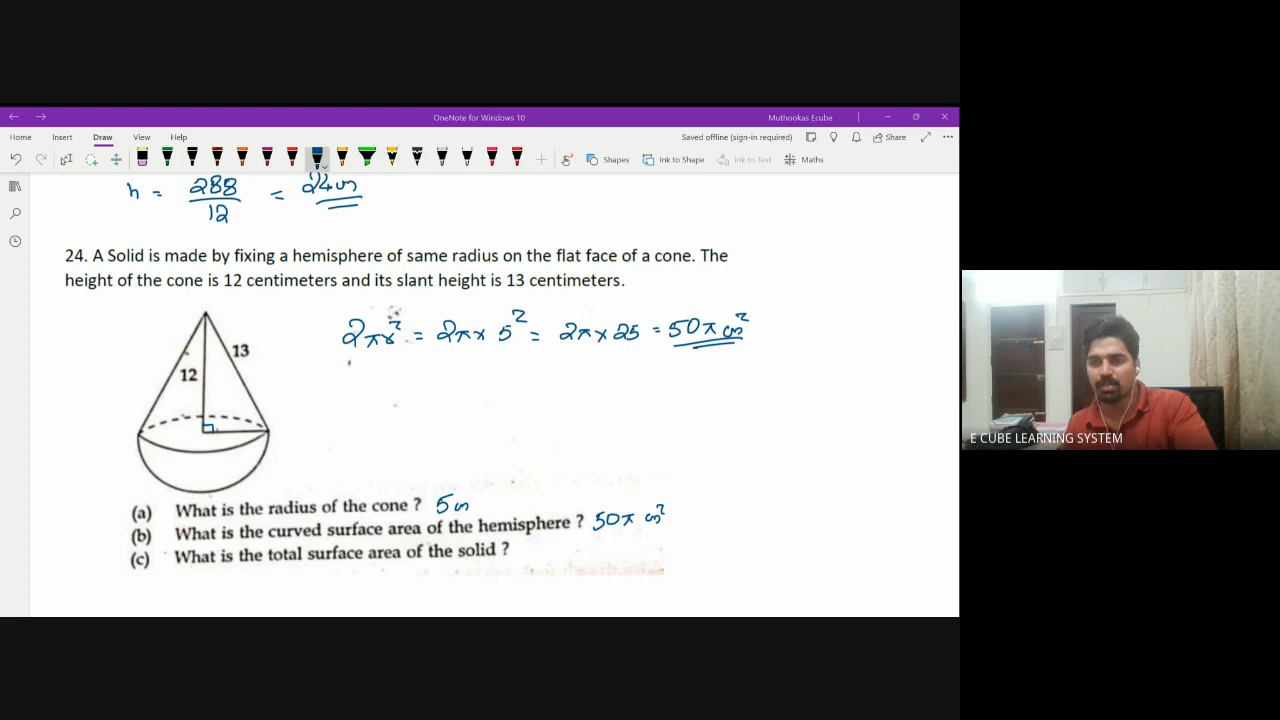 OneNote for Windows 10
Muthookas Ecube
Home Insert Draw View Help
Saved offline (sign-in required)
Share
Shapes
Ink to Shape
Ink to Text
Maths
h = 288/12 = 24cm
24. A Solid is made by fixing a hemisphere of same radius on the flat face of a cone. The
height of the cone is 12 centimeters and its slant height is 13 centimeters.
2πr² = 2π × 5² = 2π × 25 = 50π cm²
13
12
(a) What is the radius of the cone ? 5cm
(b) What is the curved surface area of the hemisphere ? 50π cm²
(c) What is the total surface area of the solid ?
E CUBE LEARNING SYSTEM